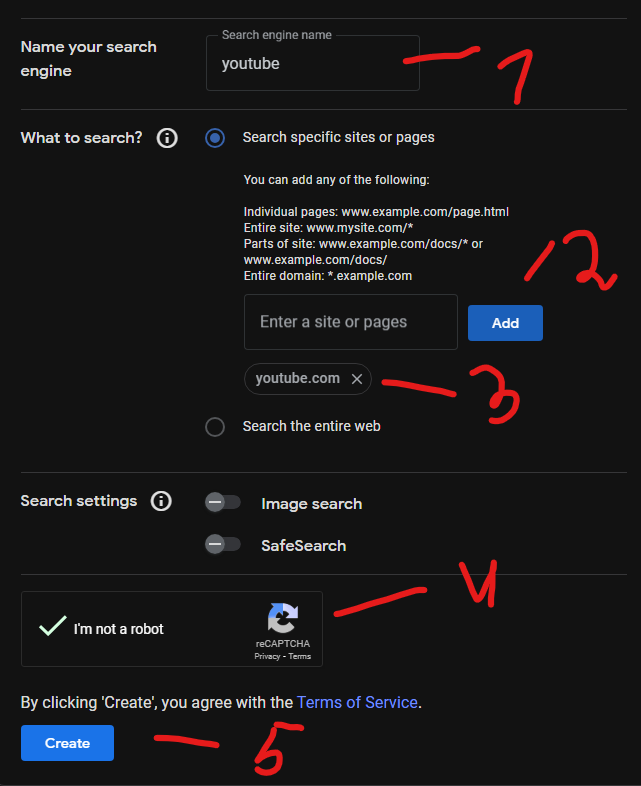 Name your search
engine
Search engine name
youtube
1
What to search?
Search specific sites or pages
You can add any of the following:
Individual pages: www.example.com/page.html
Entire site: www.mysite.com/*
Parts of site: www.example.com/docs/* or
www.example.com/docs/
Entire domain: *.example.com
2
Enter a site or pages
Add
youtube.com
3
Search the entire web
Search settings
Image search
SafeSearch
4
I'm not a robot
reCAPTCHA
Privacy - Terms
By clicking 'Create', you agree with the Terms of Service.
Create
5